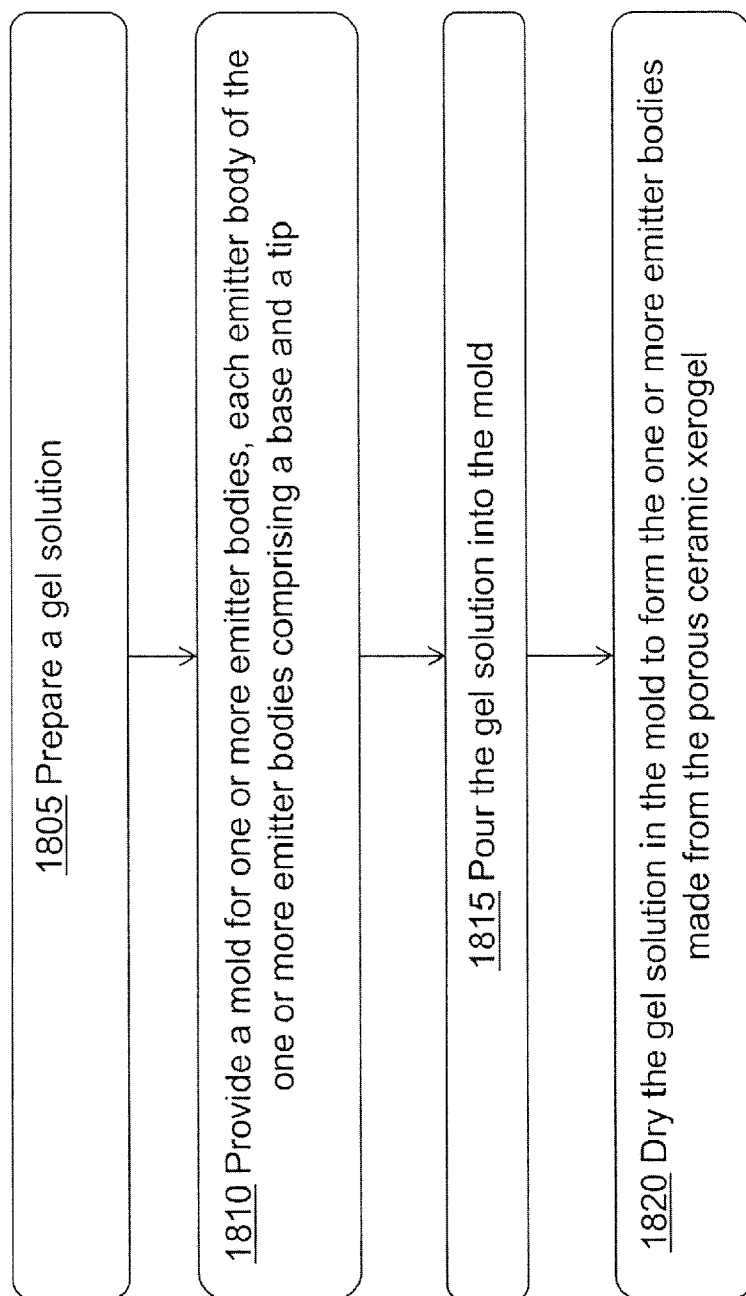 1805 Prepare a gel solution
1810 Provide a mold for one or more emitter bodies, each emitter body of the
one or more emitter bodies comprising a base and a tip
1815 Pour the gel solution into the mold
1820 Dry the gel solution in the mold to form the one or more emitter bodies
made from the porous ceramic xerogel